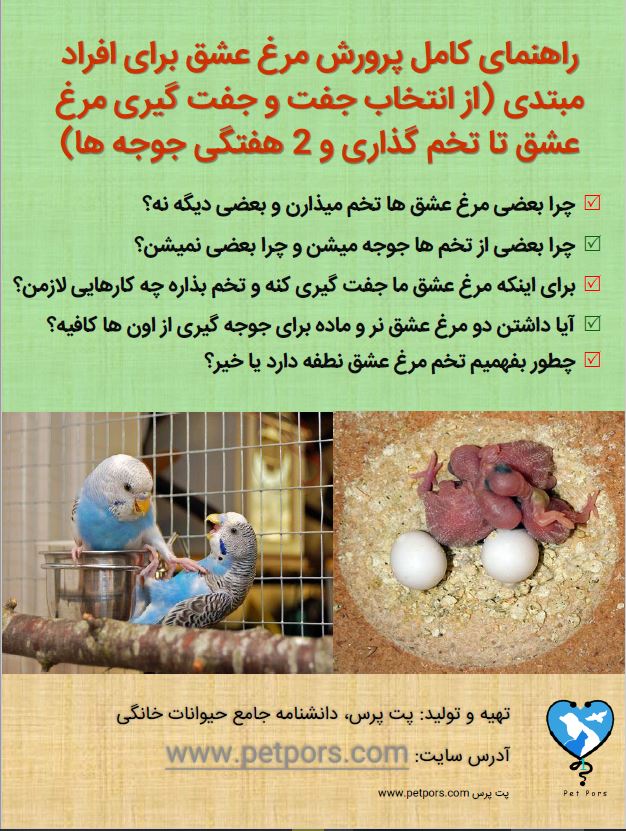 راهنمای کامل پرورش مرغ عشق برای افراد
مبتدی (از انتخاب جفت و جفت گیری مرغ
عشق تا تخم گذاری و 2 هفتگی جوجه ها)
چرا بعضی مرغ عشق ها تخم میذارن و بعضی دیگه نه؟
چرا بعضی از تخم ها جوجه میشن و چرا بعضی نمیشن؟
برای اینکه مرغ عشق ما جفت گیری کنه و تخم بذاره چه کارهایی لازمن؟
آیا داشتن دو مرغ عشق نر و ماده برای جوجه گیری از اون ها کافیه؟
چطور بفهمیم تخم مرغ عشق نطفه دارد یا خیر؟
تهیه و تولید: پت پرس، دانشنامه جامع حیوانات خانگی
آدرس سایت: www.petpors.com
پت پرس www.petpors.com
Pet Pors